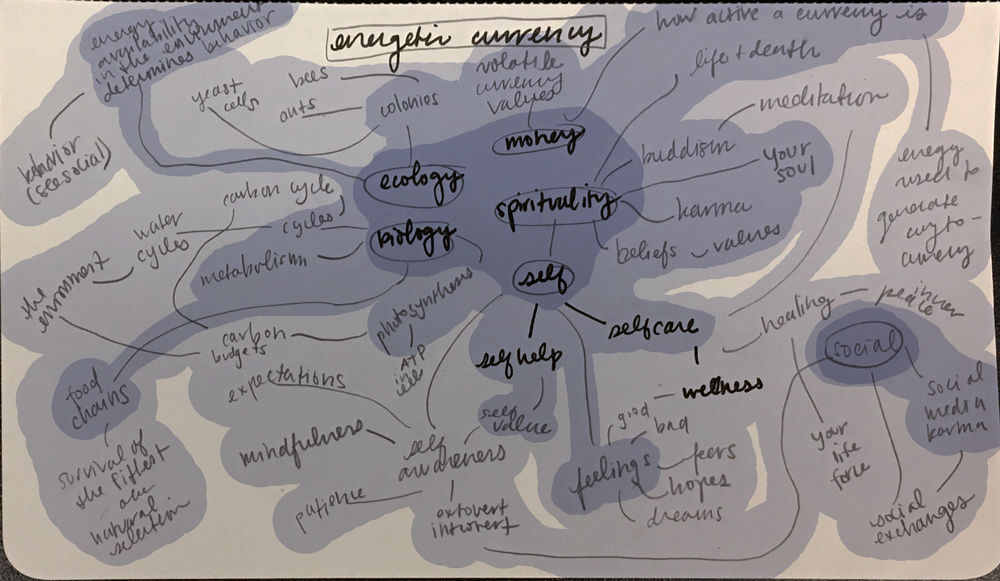 energetic currency
how active a currency is
energy
availability
in the environment
determines behavior
volatile
currency
values
life + death
bees
yeast
cells
ants
colonies
meditation
money
behavior
(seasocial)
ecology
buddism
your
soul
energy
used to
generate
cryto-
currency
carbon cycle
spirituality
karma
water
cycles
cycles
biology
beliefs
values
metabolism
the
environment
self
photosynthesis
ATP
in cell
healing
inner
peace
carbon
budgets
self help
selfcare
social
expectations
wellness
food
chains
self
value
good
bad
social
media
karma
mindfulness
self
awareness
feelings
fears
hopes
dreams
your
life
force
survival of
the fittest
natural
selection
patience
extovert
introvert
social
exchanges